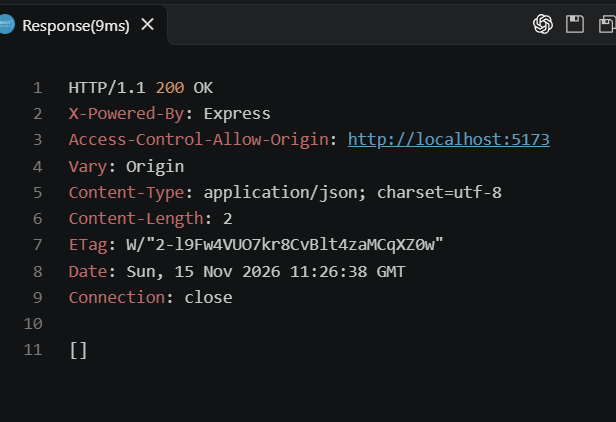 Response(9ms)
1 HTTP/1.1 200 OK
2 X-Powered-By: Express
3 Access-Control-Allow-Origin: http://localhost:5173
4 Vary: Origin
5 Content-Type: application/json; charset=utf-8
6 Content-Length: 2
7 ETag: W/"2-l9Fw4VUO7kr8CvBlt4zaMCqXZ0w"
8 Date: Sun, 15 Nov 2026 11:26:38 GMT
9 Connection: close
10
11 []